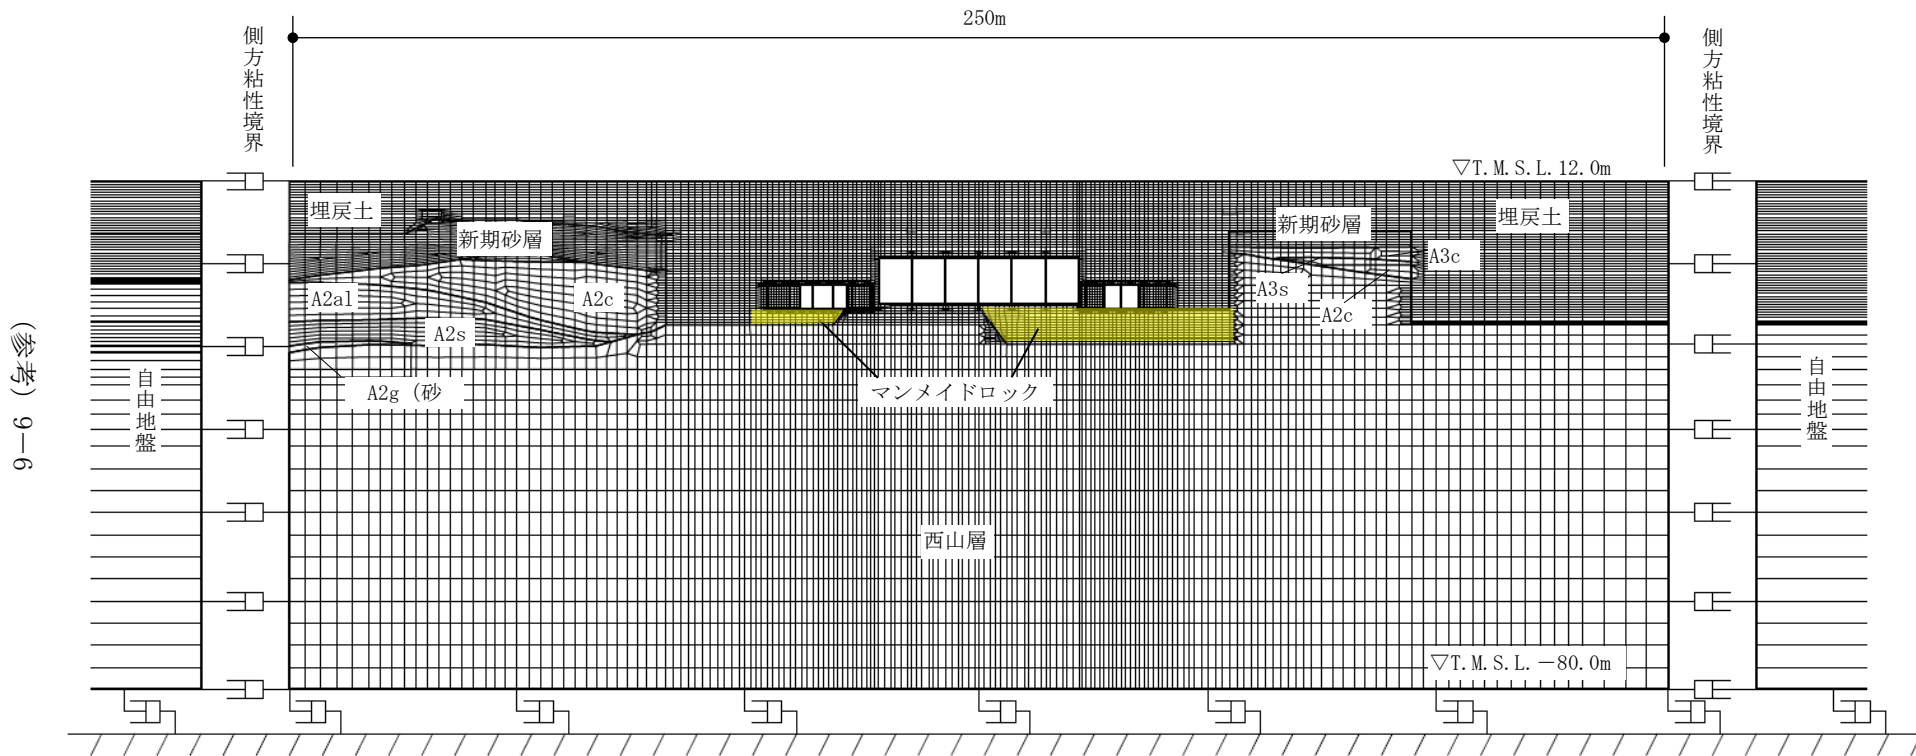 250m
側方粘性境界
側方粘性境界
▽T.M.S.L.12.0m
埋戻土
新期砂層
新期砂層
埋戻土
A3c
A2al
A2c
A3s
A2c
A2s
A2g (砂
マンメイドロック
自由地盤
自由地盤
(参考) 9-6
西山層
▽T.M.S.L.-80.0m